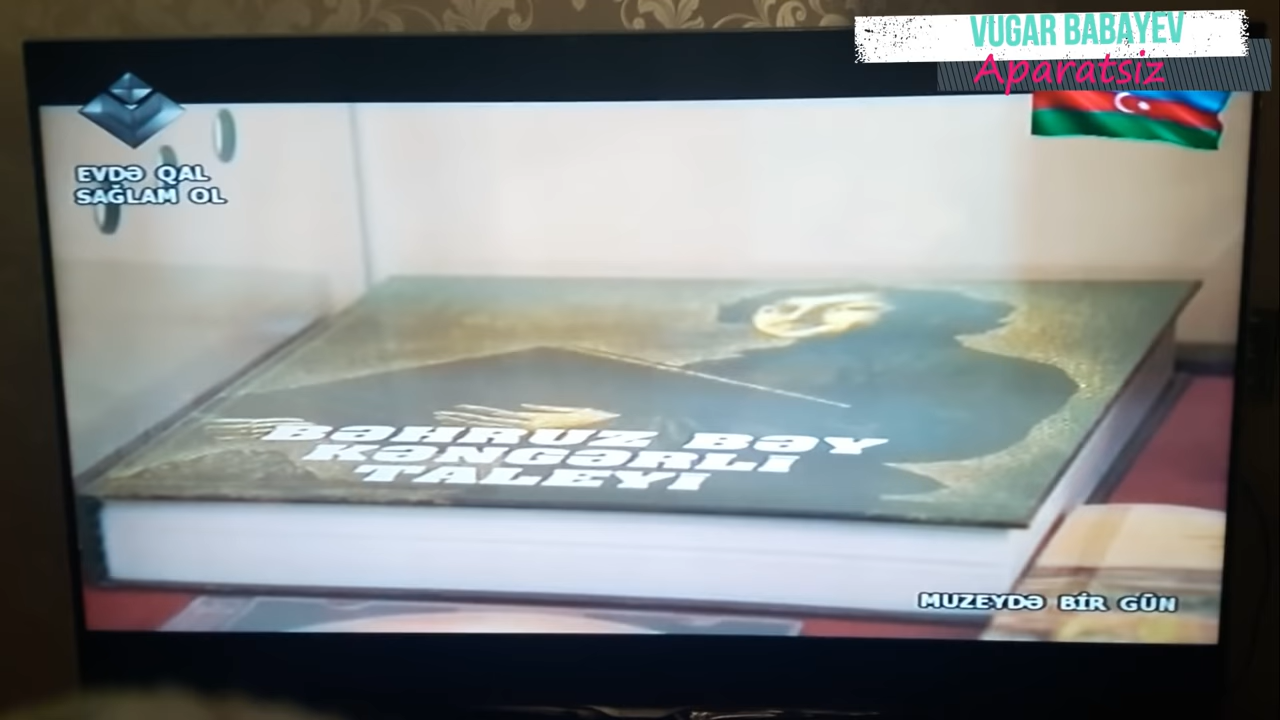 VUGAR BABAYEV
Aparatsiz
EVDƏ QAL
SAĞLAM OL
BƏHRUZ BƏY
KƏNGƏRLİ
TALEYİ
MUZEYDƏ BİR GÜN